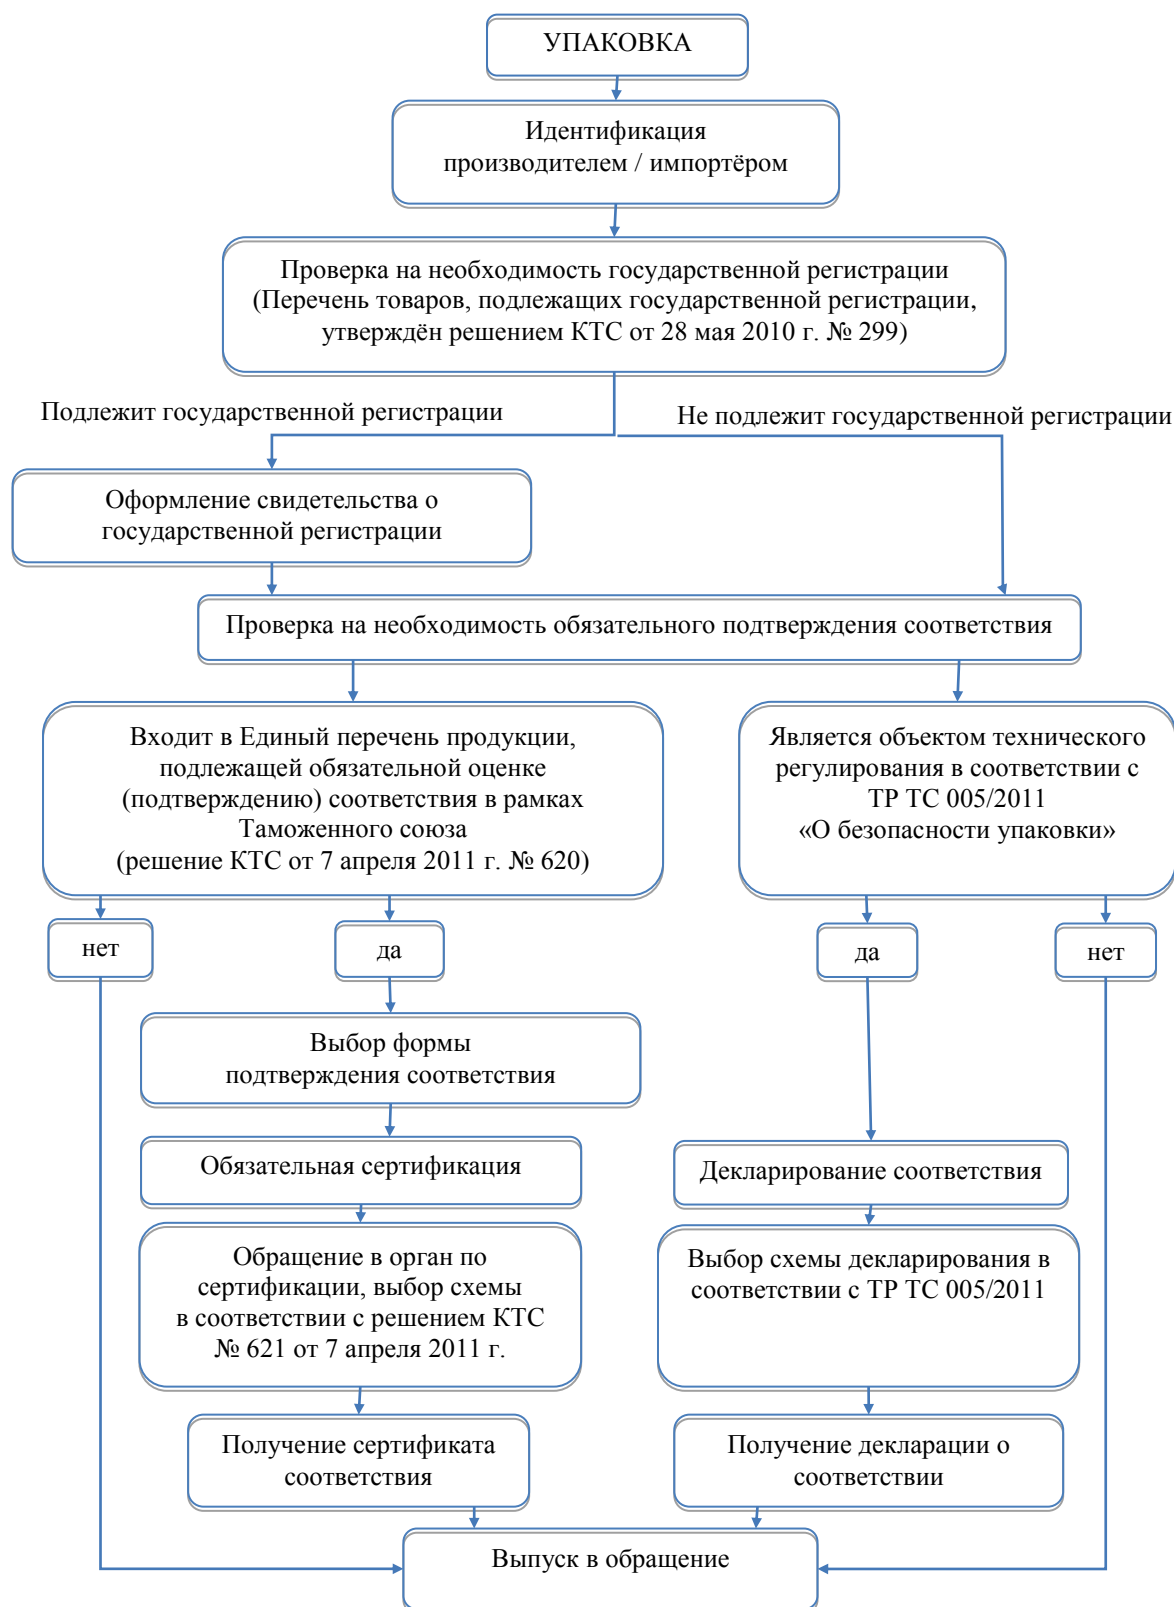 УПАКОВКА
Идентификация
производителем / импортёром
Проверка на необходимость государственной регистрации
(Перечень товаров, подлежащих государственной регистрации,
утверждён решением КТС от 28 мая 2010 г. № 299)
Подлежит государственной регистрации
Не подлежит государственной регистрации
Оформление свидетельства о
государственной регистрации
Проверка на необходимость обязательного подтверждения соответствия
Входит в Единый перечень продукции,
подлежащей обязательной оценке
(подтверждению) соответствия в рамках
Таможенного союза
(решение КТС от 7 апреля 2011 г. № 620)
Является объектом технического
регулирования в соответствии с
ТР ТС 005/2011
«О безопасности упаковки»
нет
да
да
нет
Выбор формы
подтверждения соответствия
Обязательная сертификация
Декларирование соответствия
Обращение в орган по
сертификации, выбор схемы
в соответствии с решением КТС
№ 621 от 7 апреля 2011 г.
Выбор схемы декларирования в
соответствии с ТР ТС 005/2011
Получение сертификата
соответствия
Получение декларации о
соответствии
Выпуск в обращение